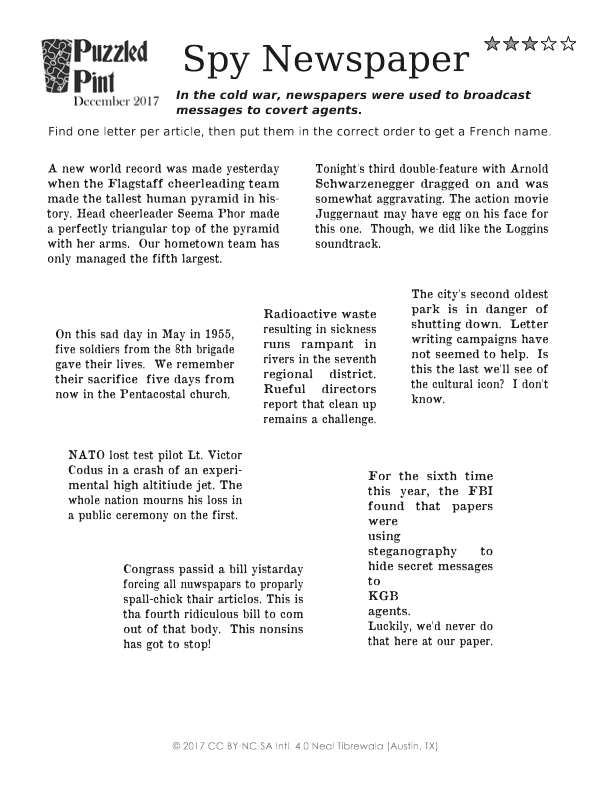 Puzzled
Pint
December 2017
Spy Newspaper
In the cold war, newspapers were used to broadcast
messages to covert agents.
Find one letter per article, then put them in the correct order to get a French name.
A new world record was made yesterday
when the Flagstaff cheerleading team
made the tallest human pyramid in his-
tory. Head cheerleader Seema Phor made
a perfectly triangular top of the pyramid
with her arms. Our hometown team has
only managed the fifth largest.
Tonight's third double-feature with Arnold
Schwarzenegger dragged on and was
somewhat aggravating. The action movie
Juggernaut may have egg on his face for
this one. Though, we did like the Loggins
soundtrack.
The city's second oldest
park is in danger of
shutting down. Letter
writing campaigns have
not seemed to help. Is
this the last we'll see of
the cultural icon? I don't
know.
Radioactive waste
resulting in sickness
runs rampant in
rivers in the seventh
regional district.
Rueful directors
report that clean up
remains a challenge.
On this sad day in May in 1955,
five soldiers from the 8th brigade
gave their lives. We remember
their sacrifice five days from
now in the Pentacostal church.
NATO lost test pilot Lt. Victor
Codus in a crash of an experi-
mental high altitiude jet. The
whole nation mourns his loss in
a public ceremony on the first.
For the sixth time
this year, the FBI
found that papers
were
using
steganography to
hide secret messages
to
KGB
agents.
Luckily, we'd never do
that here at our paper.
Congrass passid a bill yistarday
forcing all nuwspapars to properly
spall-chick thair articlos. This is
tha fourth ridiculous bill to com
out of that body. This nonsins
has got to stop!
© 2017 CC BY-NC-SA Intl. 4.0 Neal Tibrewala (Austin, TX)